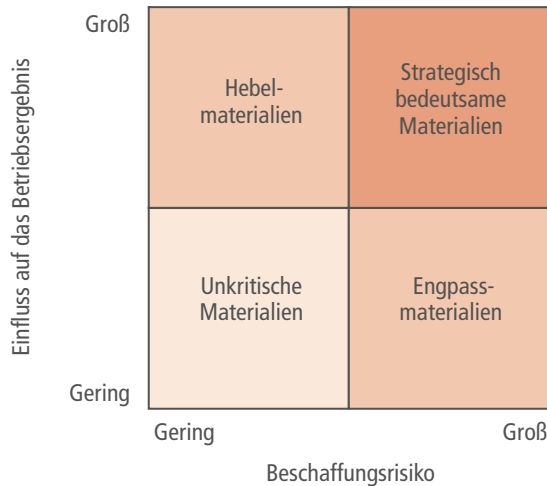 Einfluss auf das Betriebsergebnis
Groß
Hebel-
materialien
Strategisch
bedeutsame
Materialien
Unkritische
Materialien
Engpass-
materialien
Gering
Gering
Groß
Beschaffungsrisiko